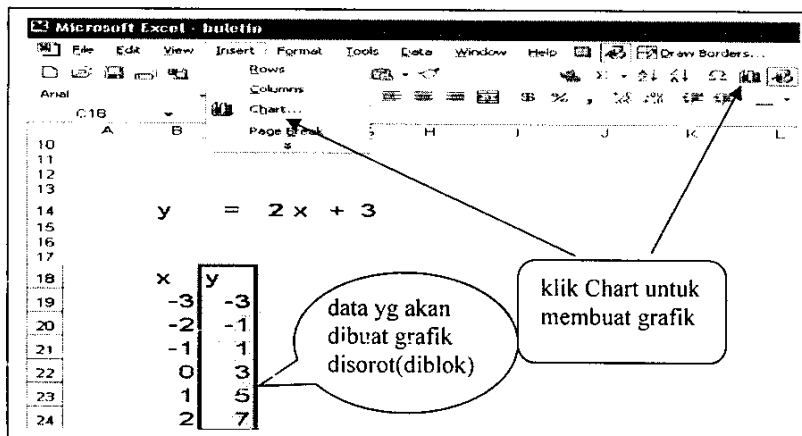 Microsoft Excel - buletin
File Edit View Insert Format Tools Data Window Help Draw Borders...
Rows
Columns
Chart...
Page Break
Arial
C18
A B H I J K L
10
11
12
13
14 y = 2 x + 3
15
16
17
18 x y
19 -3 -3
20 -2 -1
21 -1 1
22 0 3
23 1 5
24 2 7
data yg akan
dibuat grafik
disorot(diblok)
klik Chart untuk
membuat grafik